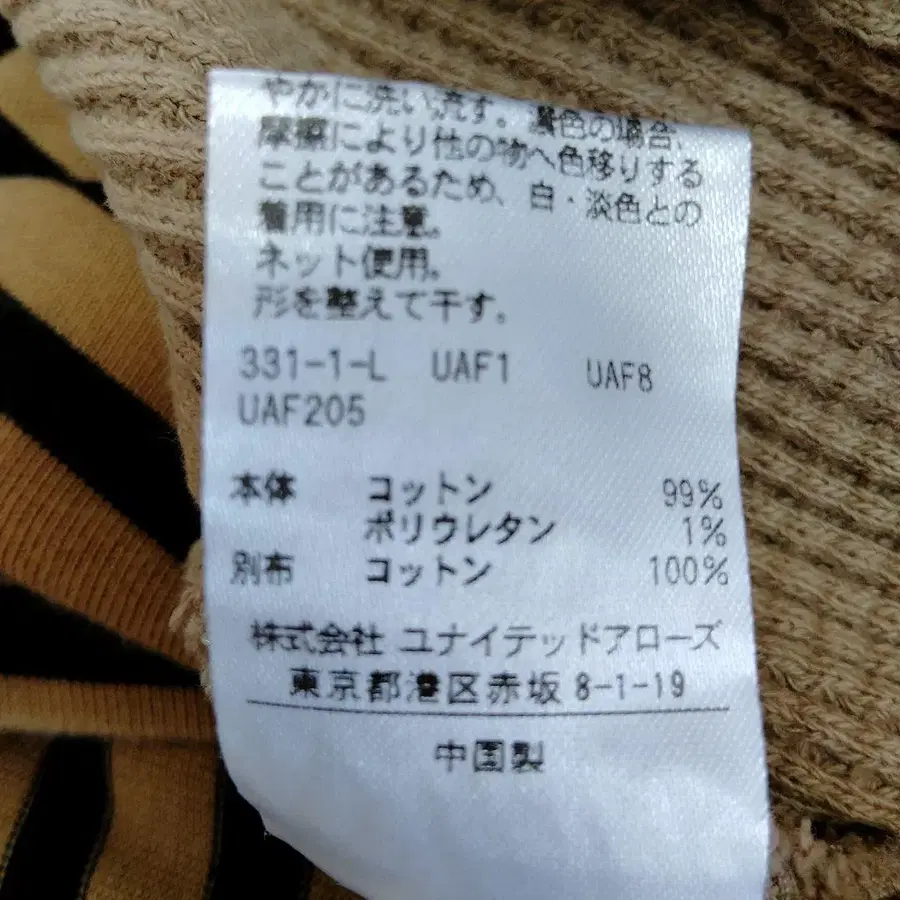 やかに洗い流す。濃色の場合、
摩擦により他の物へ色移りする
ことがあるため、白・淡色との
着用に注意。
ネット使用。
形を整えて干す。
331-1-L UAF1 UAF8
UAF205
本体 コットン 99%
ポリウレタン 1%
別布 コットン 100%
株式会社 ユナイテッドアローズ
東京都港区赤坂 8-1-19
中国製